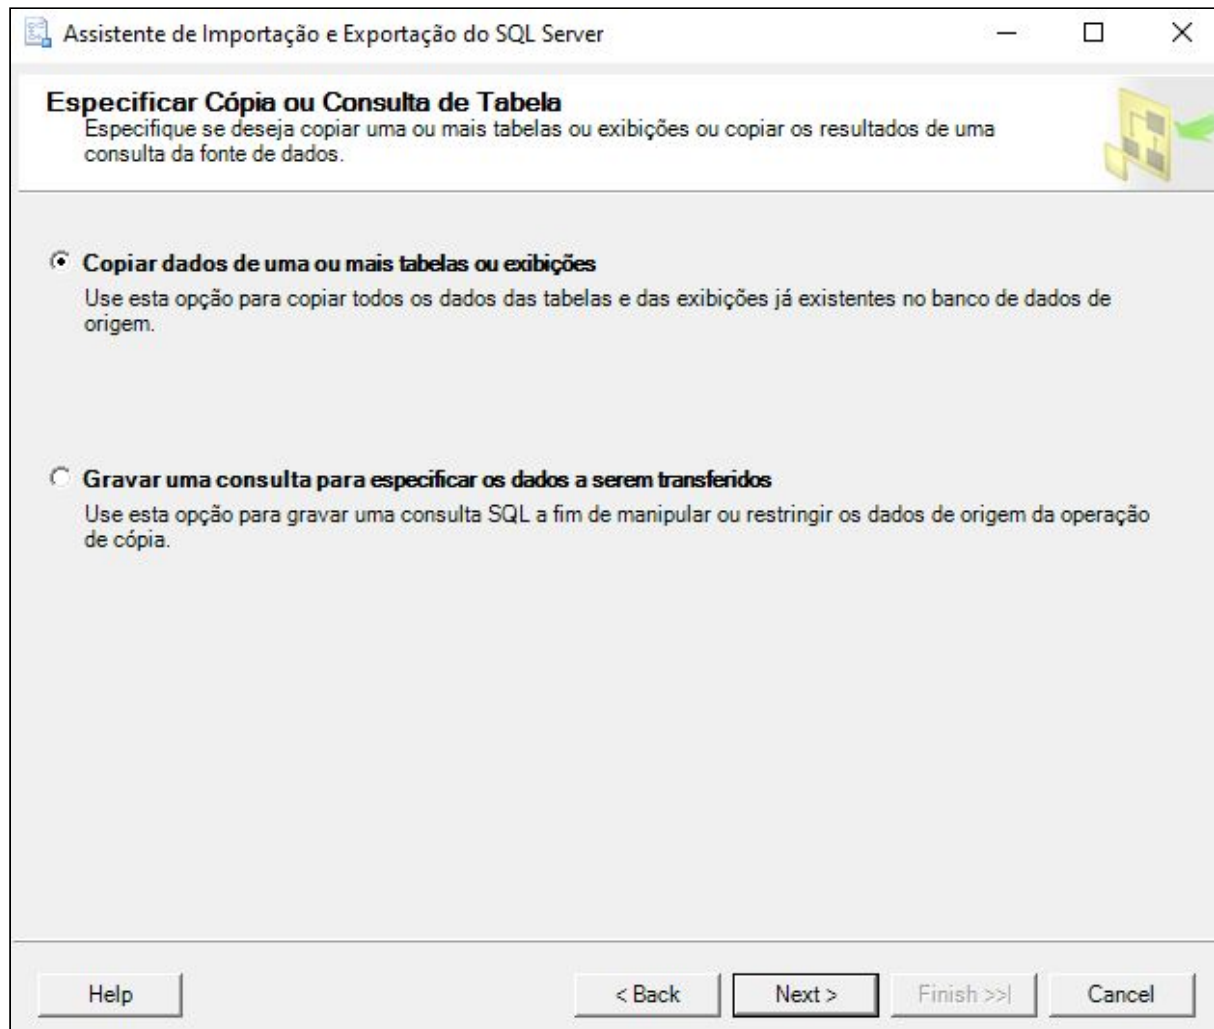 Assistente de Importação e Exportação do SQL Server
Especificar Cópia ou Consulta de Tabela
Especifique se deseja copiar uma ou mais tabelas ou exibições ou copiar os resultados de uma
consulta da fonte de dados.
Copiar dados de uma ou mais tabelas ou exibições
Use esta opção para copiar todos os dados das tabelas e das exibições já existentes no banco de dados de
origem.
Gravar uma consulta para especificar os dados a serem transferidos
Use esta opção para gravar uma consulta SQL a fim de manipular ou restringir os dados de origem da operação
de cópia.
Help < Back Next > Finish >>| Cancel